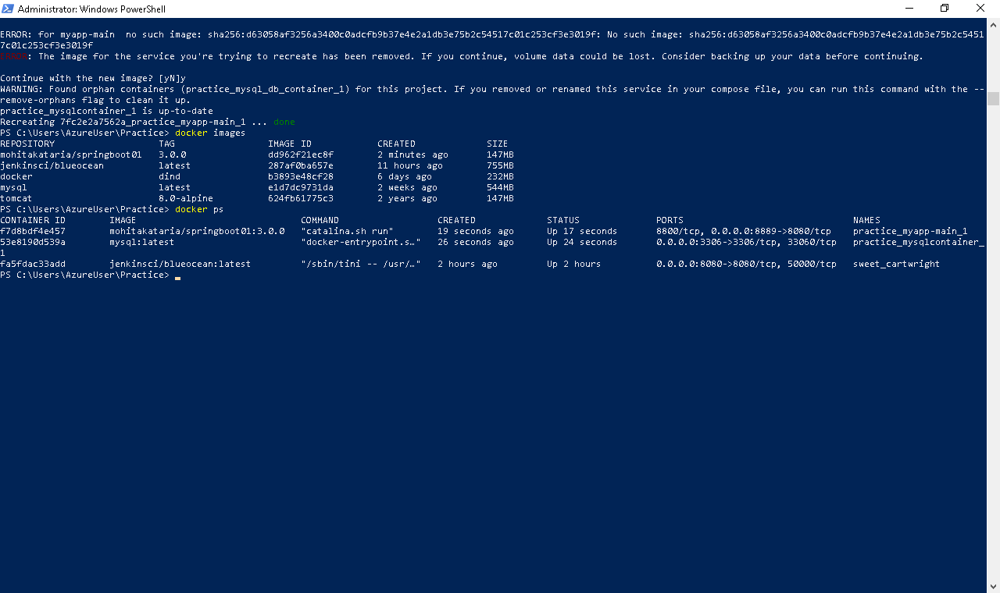 Administrator: Windows PowerShell
ERROR: for myapp-main  no such image: sha256:d63058af3256a3400c0adcfb9b37e4e2a1db3e75b2c54517c01c253cf3e3019f: No such image: sha256:d63058af3256a3400c0adcfb9b37e4e2a1db3e75b2c5451
7c01c253cf3e3019f
ERROR: The image for the service you're trying to recreate has been removed. If you continue, volume data could be lost. Consider backing up your data before continuing.
Continue with the new image? [yN]y
WARNING: Found orphan containers (practice_mysql_db_container_1) for this project. If you removed or renamed this service in your compose file, you can run this command with the --
remove-orphans flag to clean it up.
practice_mysqlcontainer_1 is up-to-date
Recreating 7fc2e2a7562a_practice_myapp-main_1 ... done
PS C:\Users\AzureUser\Practice> docker images
REPOSITORY                   TAG                 IMAGE ID            CREATED             SIZE
mohitakataria/springboot01   3.0.0               dd962f21ec8f        2 minutes ago       147MB
jenkinsci/blueocean          latest              287af0ba657e        11 hours ago        755MB
docker                       dind                b3893e48cf28        6 days ago          232MB
mysql                        latest              e1d7dc9731da        2 weeks ago         544MB
tomcat                       8.0-alpine          624fb61775c3        2 years ago         147MB
PS C:\Users\AzureUser\Practice> docker ps
CONTAINER ID        IMAGE                              COMMAND                  CREATED             STATUS              PORTS                               NAMES
f7d8bdf4e457        mohitakataria/springboot01:3.0.0   "catalina.sh run"        19 seconds ago      Up 17 seconds       8800/tcp, 0.0.0.0:8889->8080/tcp    practice_myapp-main_1
53e8190d539a        mysql:latest                       "docker-entrypoint.s…"   26 seconds ago      Up 24 seconds       0.0.0.0:3306->3306/tcp, 33060/tcp   practice_mysqlcontainer_
1
fa5fdac33add        jenkinsci/blueocean:latest         "/sbin/tini -- /usr/…"   2 hours ago         Up 2 hours          0.0.0.0:8080->8080/tcp, 50000/tcp   sweet_cartwright
PS C:\Users\AzureUser\Practice>